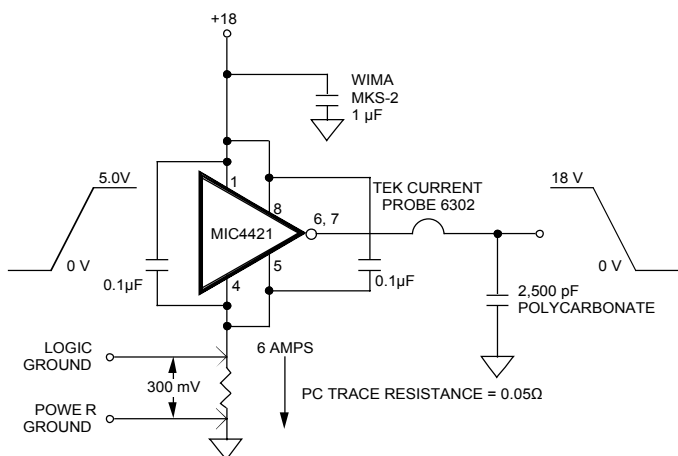 +18
WIMA
MKS-2
1 µF
5.0V
0 V
0.1µF
1
8
MIC4421
6, 7
5
4
0.1µF
TEK CURRENT
PROBE 6302
18 V
0 V
2,500 pF
POLYCARBONATE
LOGIC
GROUND
300 mV
6 AMPS
PC TRACE RESISTANCE = 0.05Ω
POWE R
GROUND